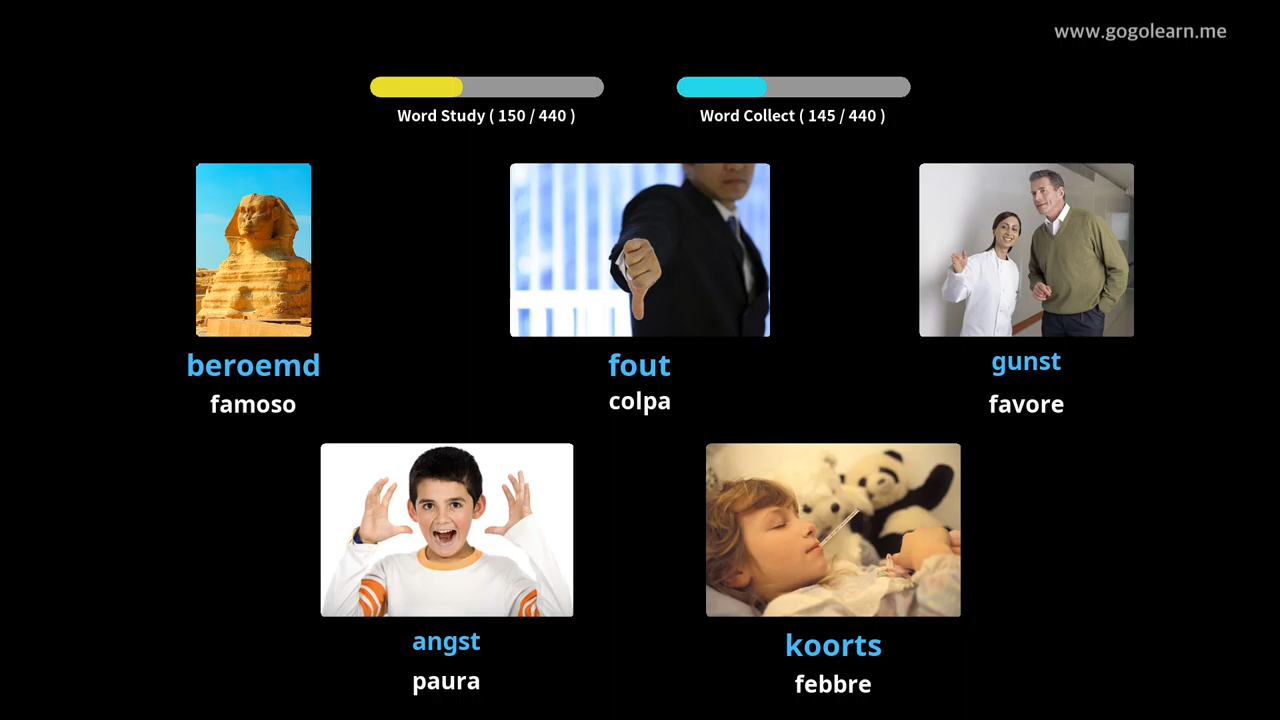 www.gogolearn.me
Word Study ( 150 / 440 )
Word Collect ( 145 / 440 )
beroemd
famoso
fout
colpa
gunst
favore
angst
paura
koorts
febbre